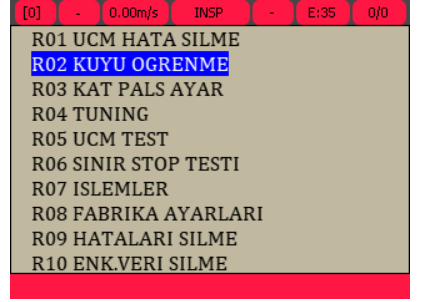 [0] - 0.00m/s INSP - E:35 0/0
R01 UCM HATA SILME
R02 KUYU OGRENME
R03 KAT PALS AYAR
R04 TUNING
R05 UCM TEST
R06 SINIR STOP TESTI
R07 ISLEMLER
R08 FABRIKA AYARLARI
R09 HATALARI SILME
R10 ENK.VERI SILME